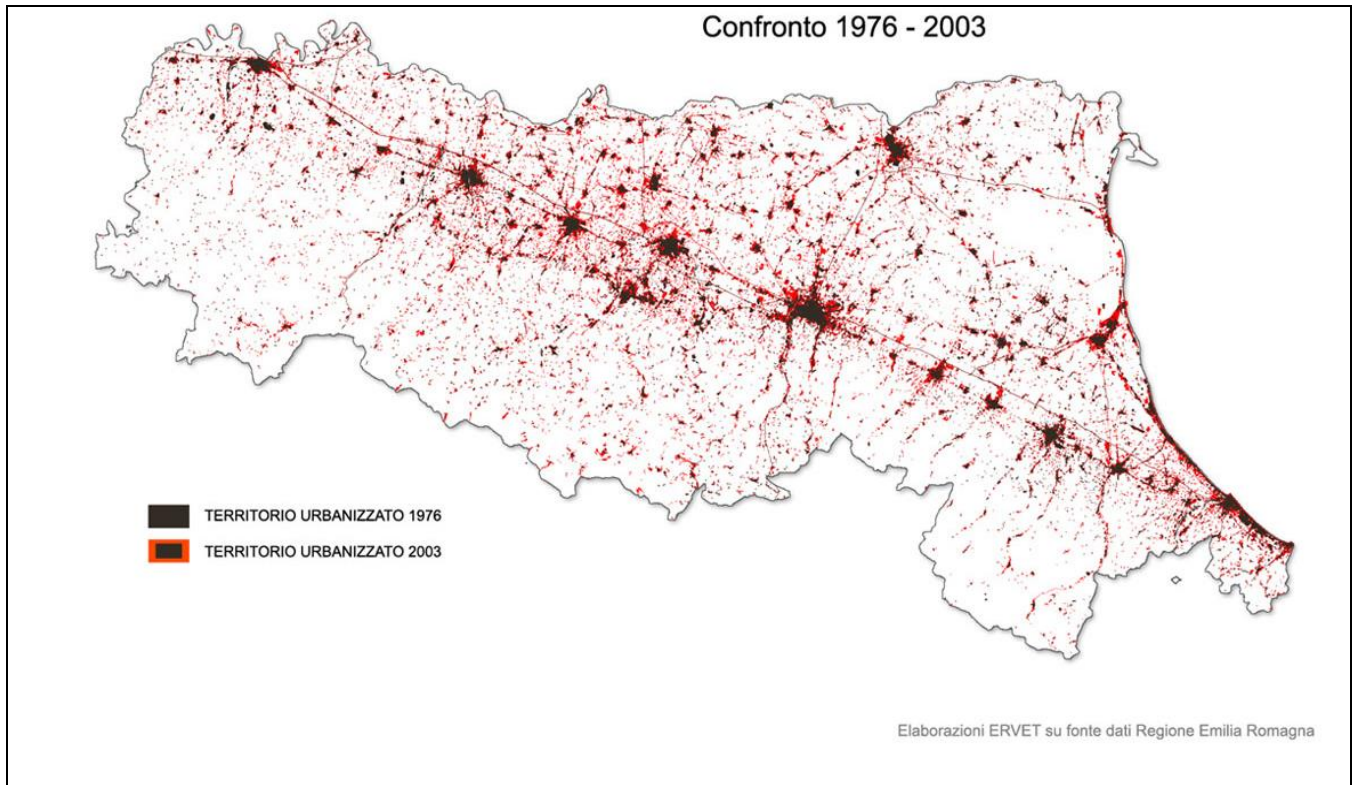 Confronto 1976 - 2003
TERRITORIO URBANIZZATO 1976
TERRITORIO URBANIZZATO 2003
Elaborazioni ERVET su fonte dati Regione Emilia Romagna